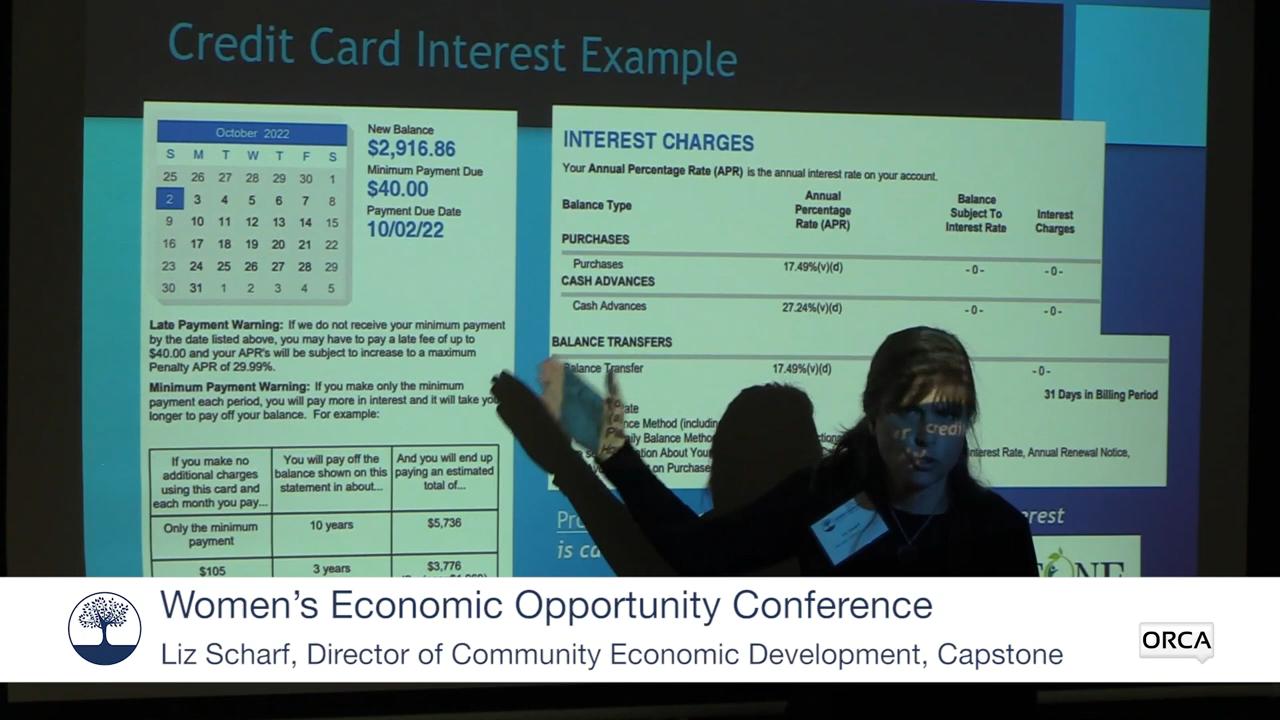 Credit Card Interest Example
October 2022
S M T W T F S
25 26 27 28 29 30 1
2 3 4 5 6 7 8
9 10 11 12 13 14 15
16 17 18 19 20 21 22
23 24 25 26 27 28 29
30 31 1 2 3 4 5
New Balance
$2,916.86
Minimum Payment Due
$40.00
Payment Due Date
10/02/22
Late Payment Warning: If we do not receive your minimum payment
by the date listed above, you may have to pay a late fee of up to
$40.00 and your APR's will be subject to increase to a maximum
Penalty APR of 29.99%.
Minimum Payment Warning: If you make only the minimum
payment each period, you will pay more in interest and it will take you
longer to pay off your balance. For example:
If you make no
additional charges
using this card and
each month you pay...
You will pay off the
balance shown on this
statement in about...
And you will end up
paying an estimated
total of...
Only the minimum
payment
10 years
$5,736
$105
3 years
$3,776
INTEREST CHARGES
Your Annual Percentage Rate (APR) is the annual interest rate on your account.
Balance Type
Annual
Percentage
Rate (APR)
Balance
Subject To
Interest Rate
Interest
Charges
PURCHASES
Purchases 17.49%(v)(d) -0- -0-
CASH ADVANCES
Cash Advances 27.24%(v)(d) -0- -0-
BALANCE TRANSFERS
Balance Transfer 17.49%(v)(d) -0-
31 Days in Billing Period
Balance Method
Interest Rate, Annual Renewal Notice,
on
credit
is
Women's Economic Opportunity Conference
Liz Scharf, Director of Community Economic Development, Capstone
ORCA